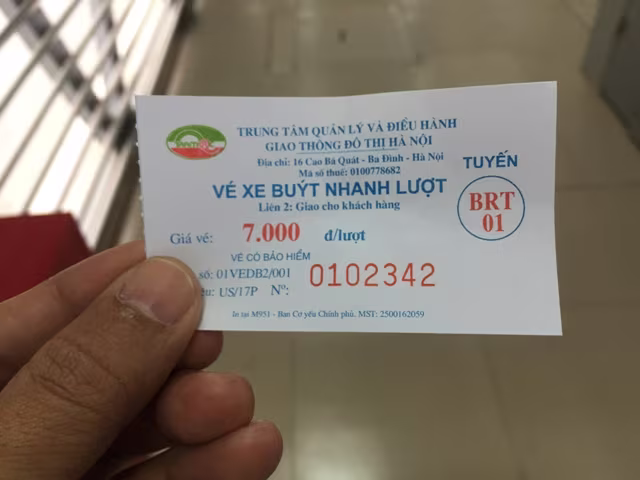 TRUNG TÂM QUẢN LÝ VÀ ĐIỀU HÀNH
GIAO THÔNG ĐÔ THỊ HÀ NỘI
Địa chỉ: 16 Cao Bá Quát - Ba Đình - Hà Nội
Mã số thuế: 0100778682
VÉ XE BUÝT NHANH LƯỢT
Liên 2: Giao cho khách hàng
TUYẾN
BRT
01
Giá vé: 7.000 đ/lượt
VÉ CÓ BẢO HIỂM
số: 01VEDB2/001
US/17P Nº: 0102342
In tại M951 - Ban Cơ yếu Chính phủ. MST: 2500162059